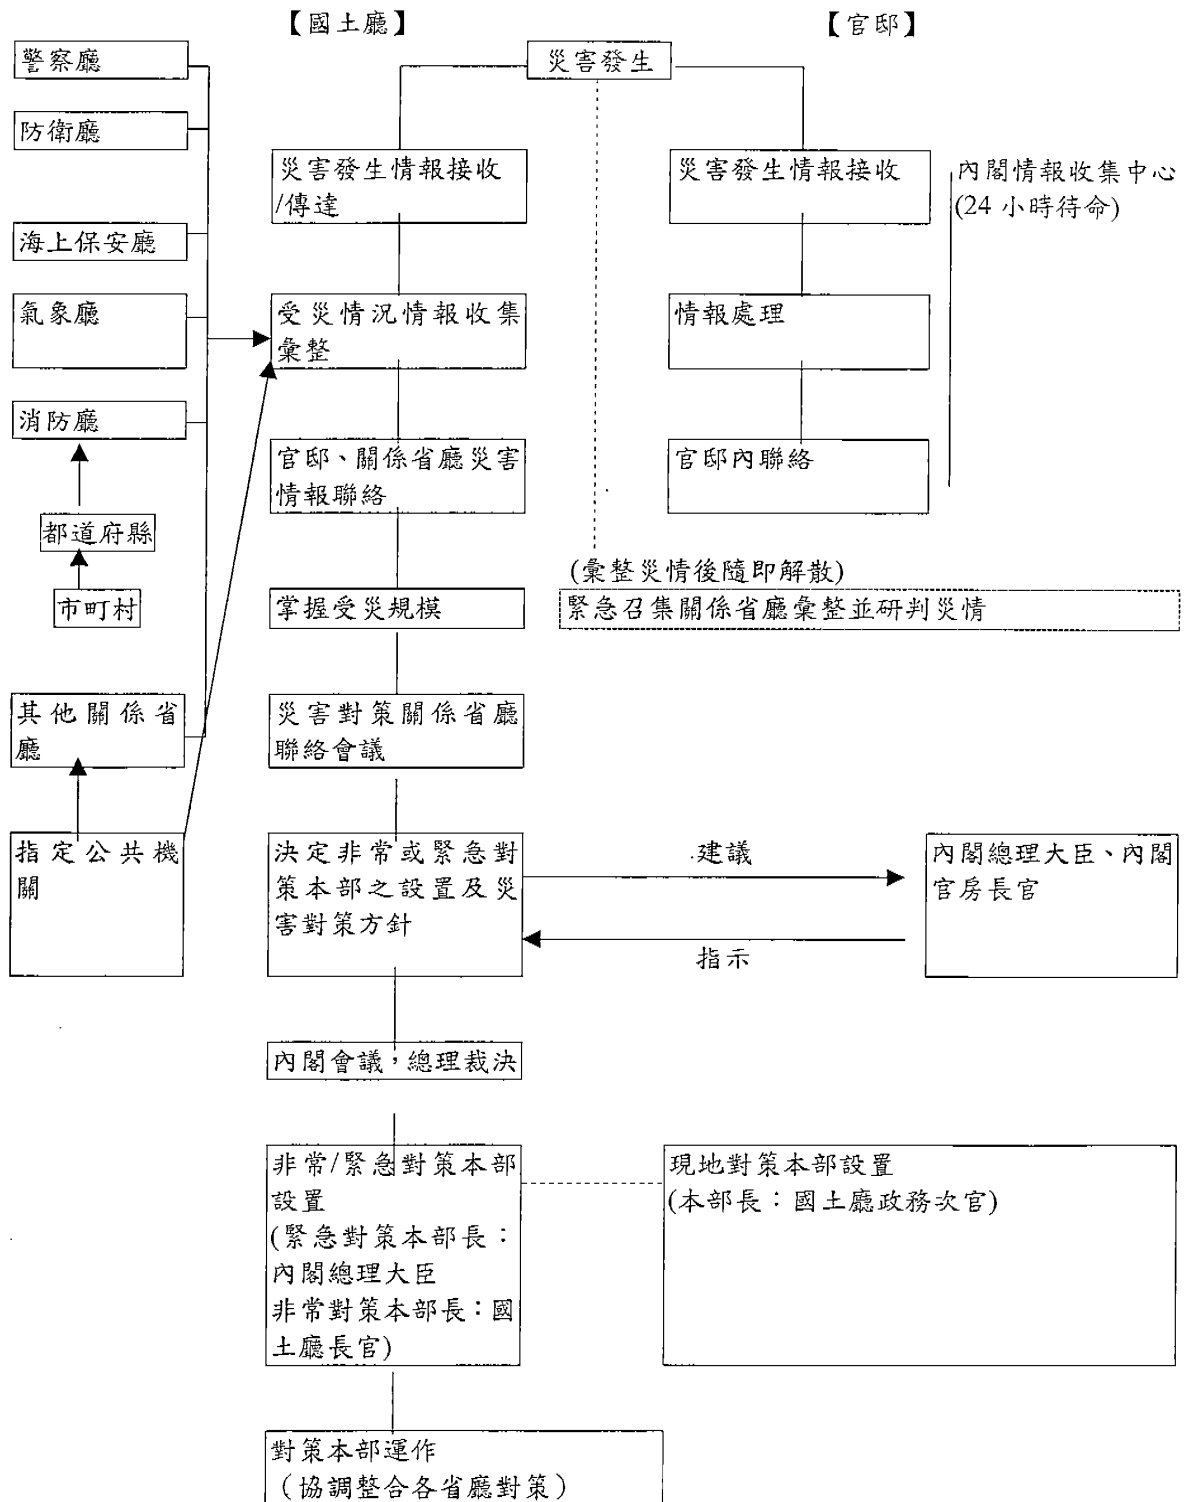 【國土廳】
【官邸】
災害發生
警察廳
防衛廳
海上保安廳
氣象廳
消防廳
都道府縣
市町村
其他關係省
廳
指定公共機
關
災害發生情報接收
/傳達
受災情況情報收集
彙整
官邸、關係省廳災害
情報聯絡
掌握受災規模
災害對策關係省廳
聯絡會議
決定非常或緊急對
策本部之設置及災
害對策方針
內閣會議，總理裁決
非常/緊急對策本部
設置
(緊急對策本部長：
內閣總理大臣
非常對策本部長：國
土廳長官)
對策本部運作
（協調整合各省廳對策）
災害發生情報接收
情報處理
官邸內聯絡
內閣情報收集中心
(24 小時待命)
(彙整災情後隨即解散)
緊急召集關係省廳彙整並研判災情
建議
指示
內閣總理大臣、內閣
官房長官
現地對策本部設置
(本部長：國土廳政務次官)